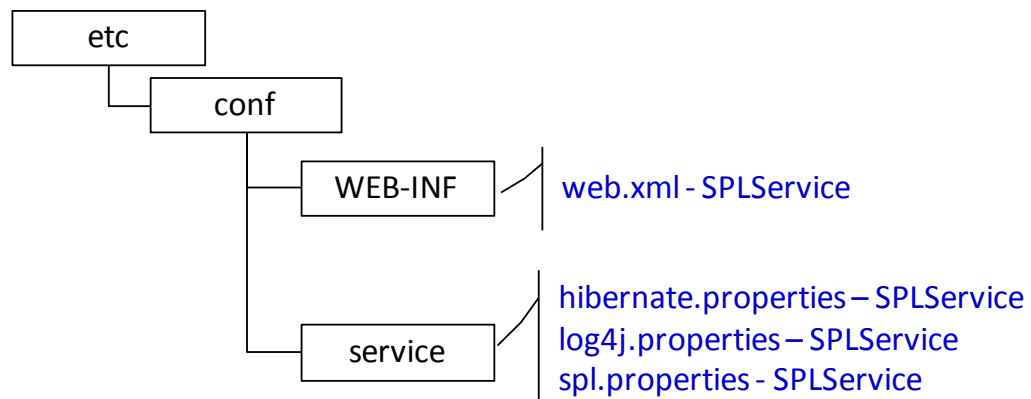 etc
conf
WEB-INF
web.xml - SPLService
hibernate.properties – SPLService
log4j.properties – SPLService
spl.properties - SPLService
service